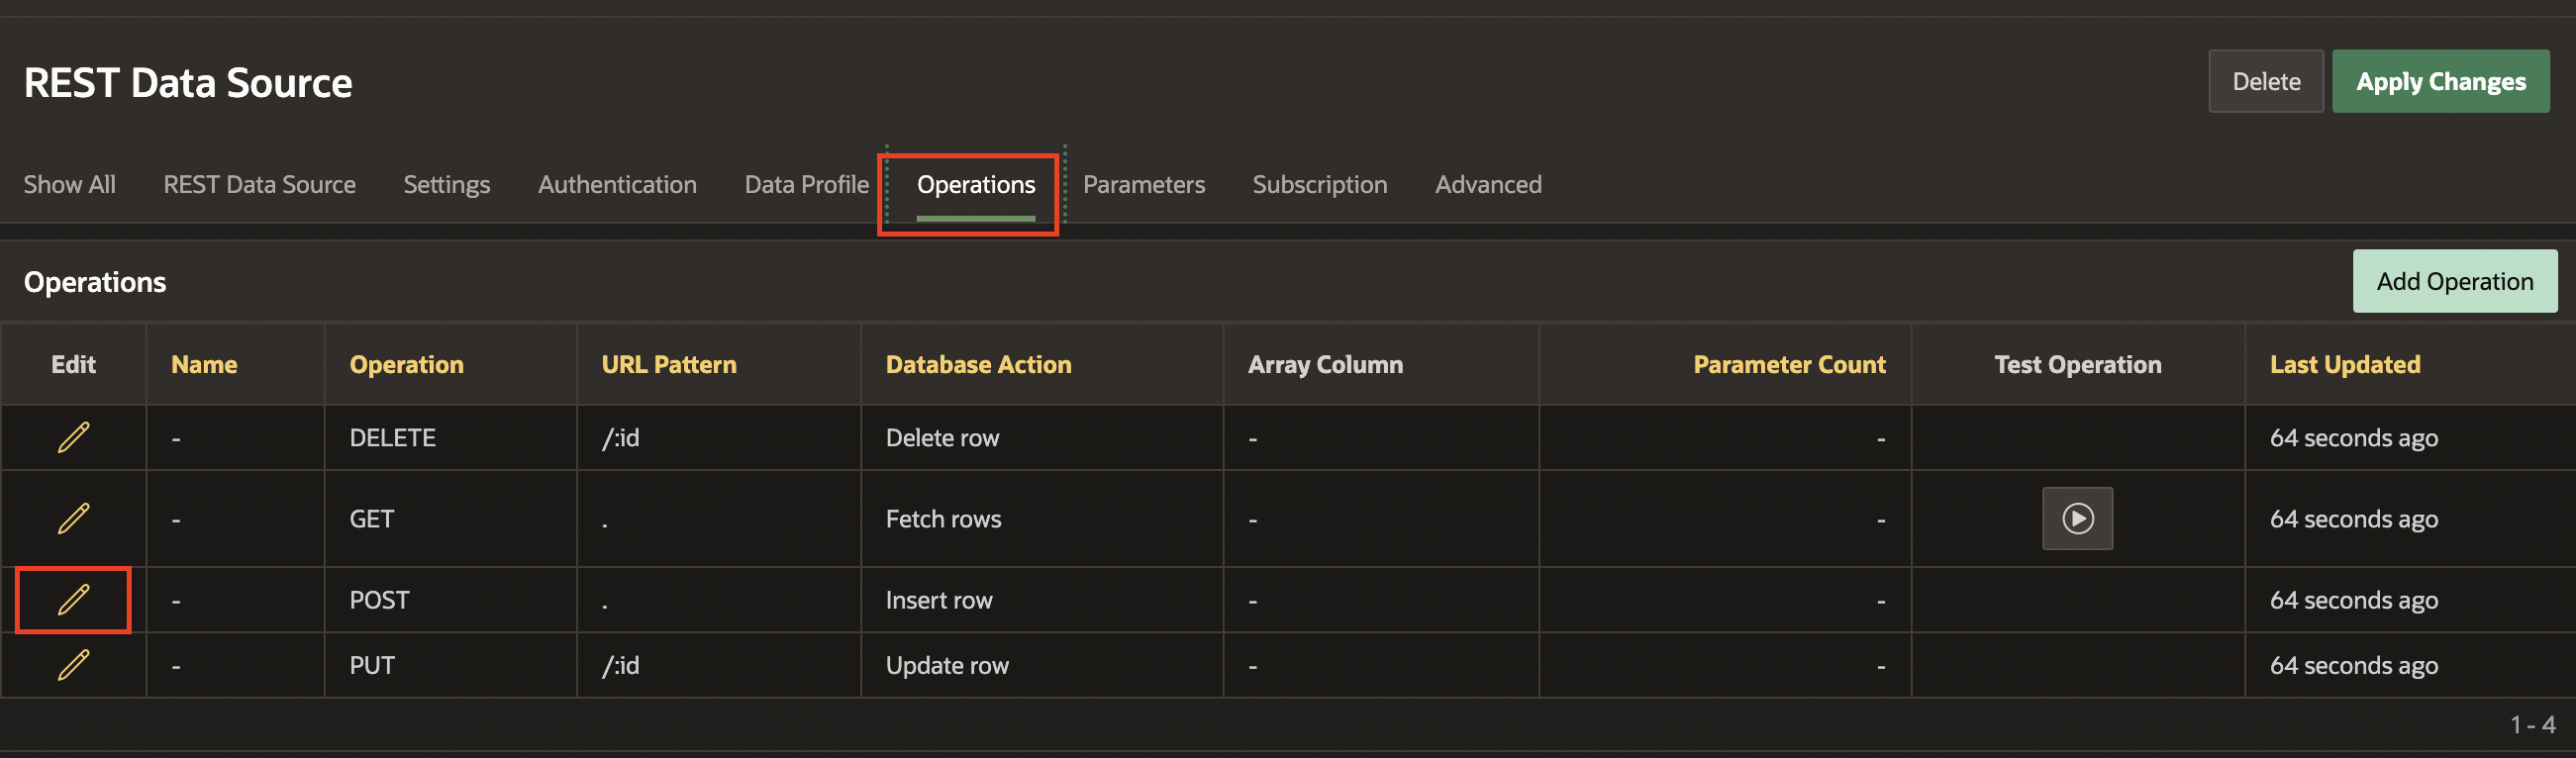 REST Data Source
Delete
Apply Changes
Show All REST Data Source Settings Authentication Data Profile Operations Parameters Subscription Advanced
Operations
Add Operation
Edit Name Operation URL Pattern Database Action Array Column Parameter Count Test Operation Last Updated
- DELETE /:id Delete row - - 64 seconds ago
- GET . Fetch rows - - 64 seconds ago
- POST . Insert row - - 64 seconds ago
- PUT /:id Update row - - 64 seconds ago
1 - 4